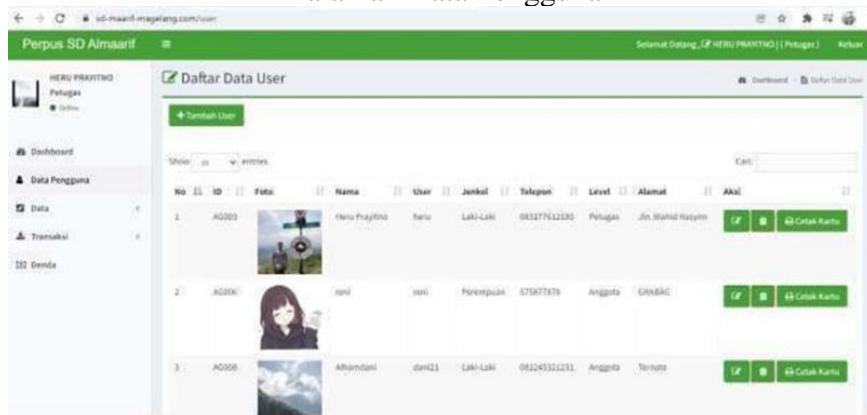 sd-maarif-magelang.com/user
Perpus SD Almaarif
Selamat Datang, HERU PRAYITNO | ( Petugas ) Keluar
HERU PRAYITNO
Petugas
Online
Daftar Data User
Dashboard Daftar Data User
+Tambah User
Dashboard
Data Pengguna
Data
Transaksi
Denda
Show 10 entries
Cari:
No ID Foto Nama User Jenkel Telepon Level Alamat Aksi
1 AG003 Heru Prayitno heru Laki-Laki Petugas Jln. Wahid Hasyim Cetak Kartu
2 roni roni Perempuan Anggota GRABAG Cetak Kartu
3 AG008 Alhamdani dani21 Laki-Laki Anggota Ternate Cetak Kartu